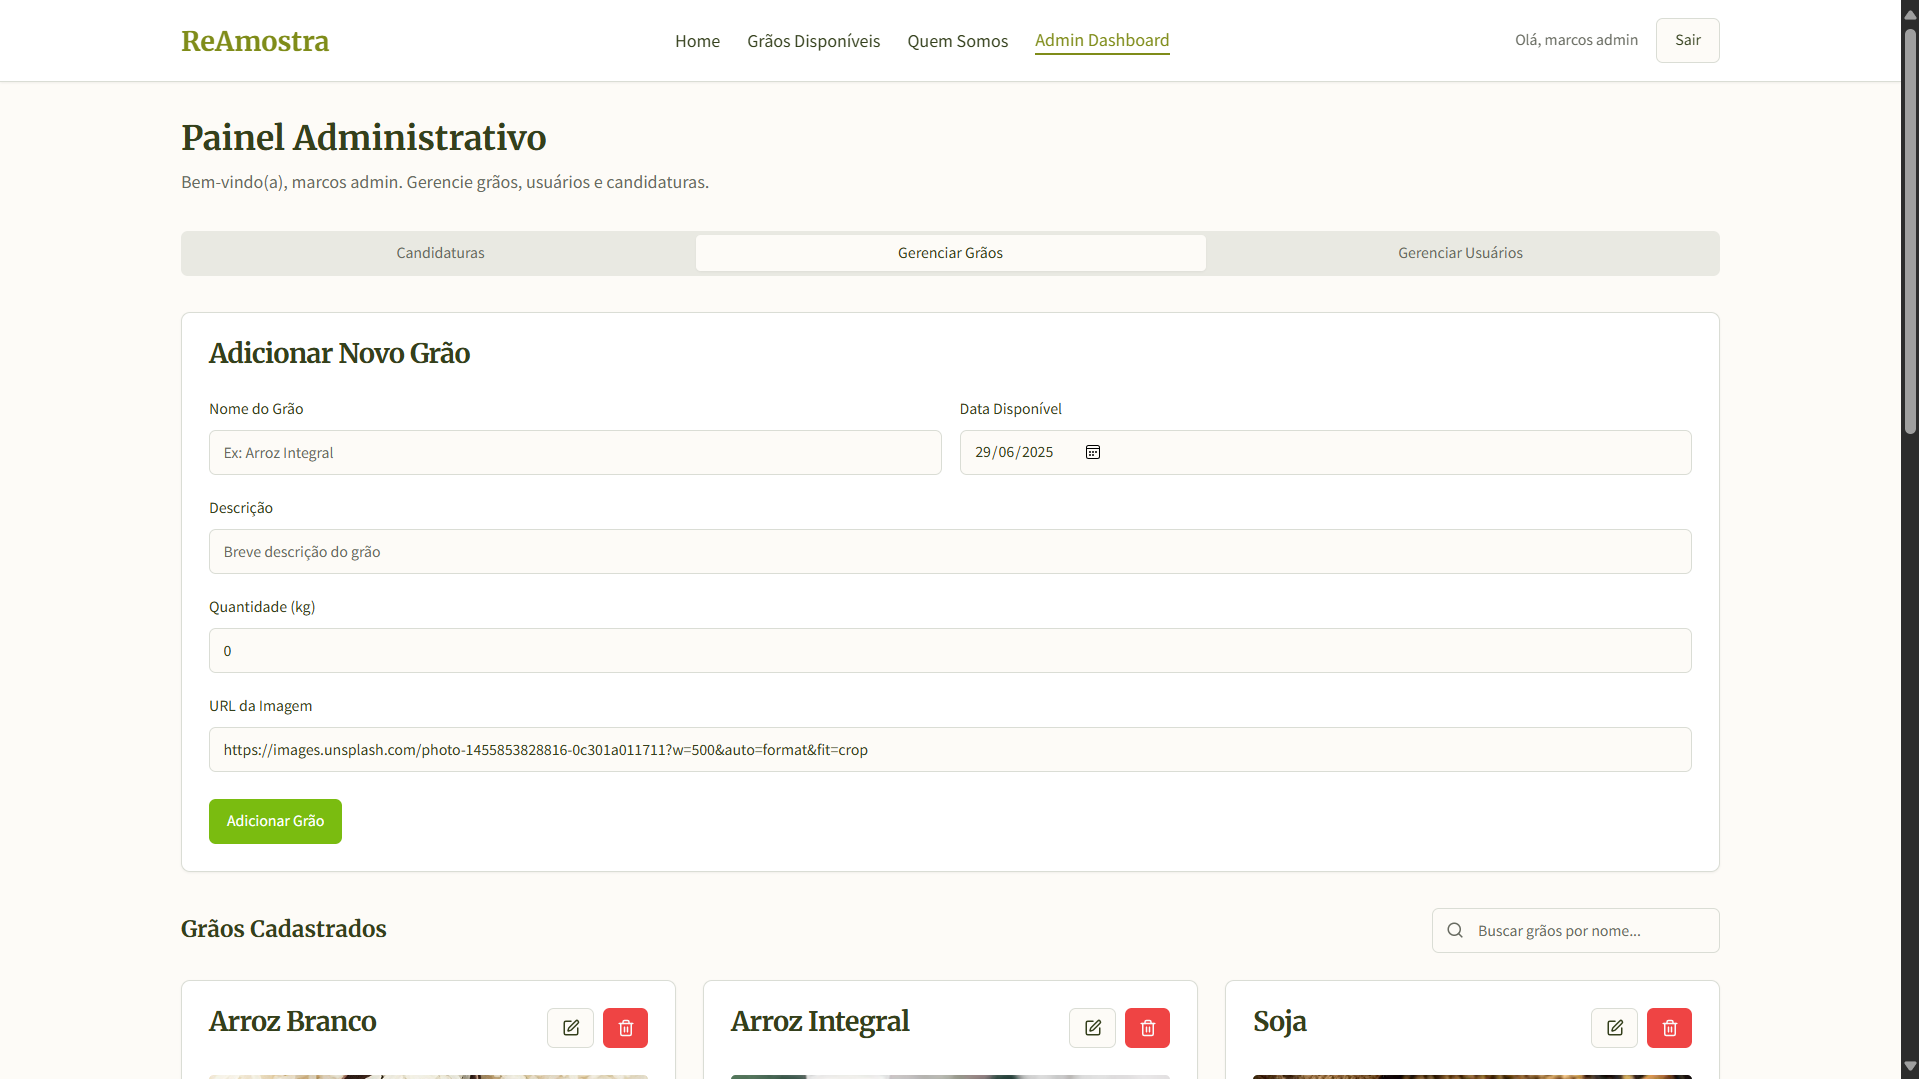 ReAmostra
Home Grãos Disponíveis Quem Somos Admin Dashboard
Olá, marcos admin Sair
Painel Administrativo
Bem-vindo(a), marcos admin. Gerencie grãos, usuários e candidaturas.
Candidaturas Gerenciar Grãos Gerenciar Usuários
Adicionar Novo Grão
Nome do Grão Data Disponível
Ex: Arroz Integral 29/06/2025
Descrição
Breve descrição do grão
Quantidade (kg)
0
URL da Imagem
https://images.unsplash.com/photo-1455853828816-0c301a011711?w=500&auto=format&fit=crop
Adicionar Grão
Grãos Cadastrados Buscar grãos por nome...
Arroz Branco Arroz Integral Soja